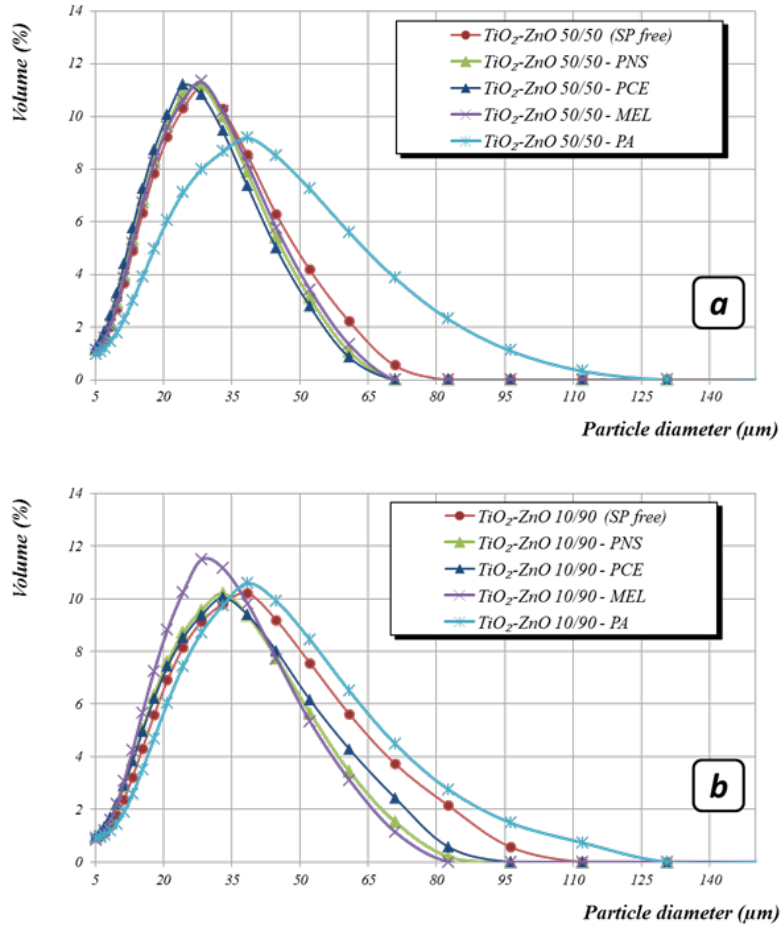 Volume (%)
14
12
10
8
6
4
2
0
TiO₂-ZnO 50/50 (SP free)
TiO₂-ZnO 50/50 - PNS
TiO₂-ZnO 50/50 - PCE
TiO₂-ZnO 50/50 - MEL
TiO₂-ZnO 50/50 - PA
a
5 20 35 50 65 80 95 110 125 140
Particle diameter (µm)
Volume (%)
14
12
10
8
6
4
2
0
TiO₂-ZnO 10/90 (SP free)
TiO₂-ZnO 10/90 - PNS
TiO₂-ZnO 10/90 - PCE
TiO₂-ZnO 10/90 - MEL
TiO₂-ZnO 10/90 - PA
b
5 20 35 50 65 80 95 110 125 140
Particle diameter (µm)